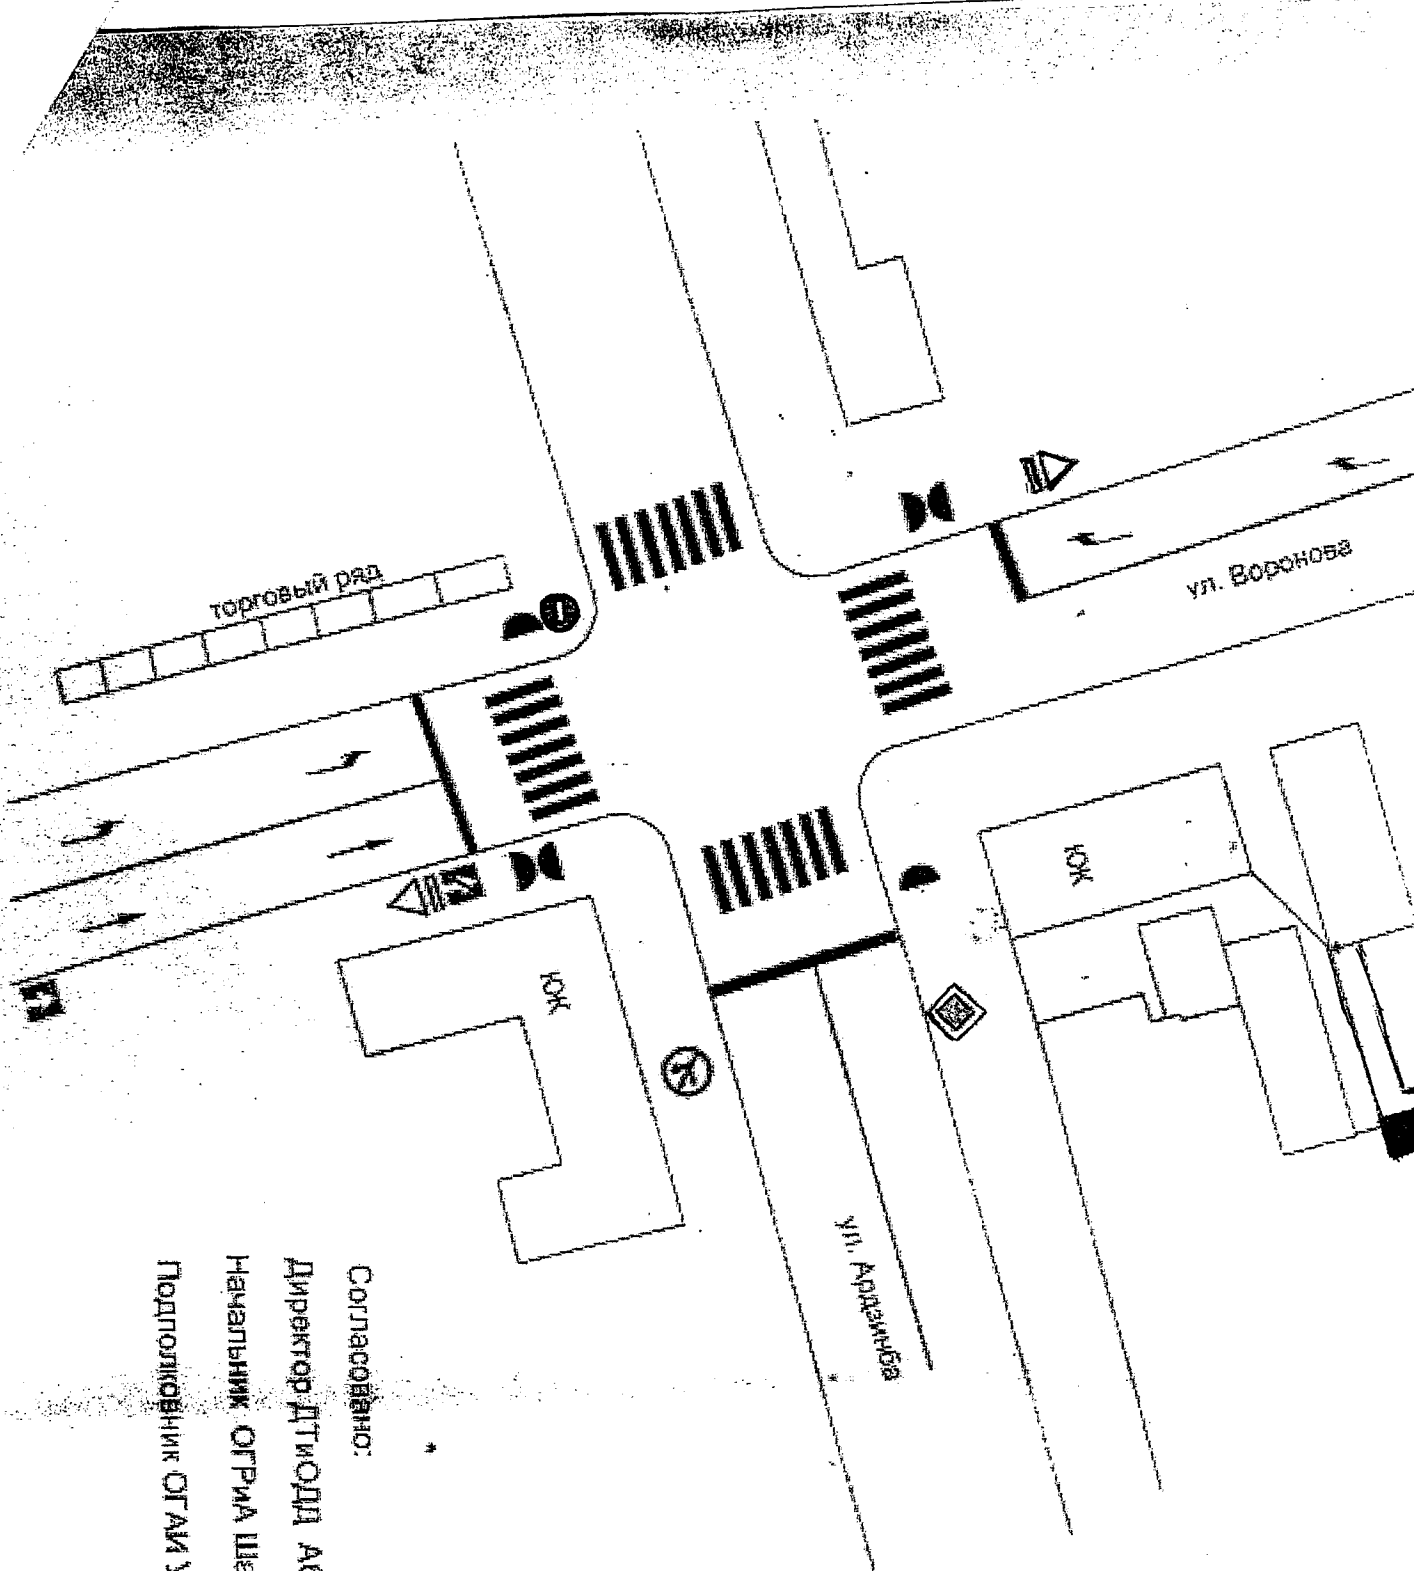 торговый ряд
ул. Воронова
ЮЖ
ЮЖ
ул. Ардзинба
Согласовано:
Директор ДТиОДД
Начальник ОГРиА
Подполковник ОГАИ